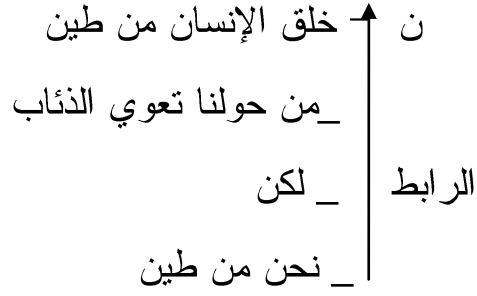 ن – خلق الإنسان من طين
_من حولنا تعوي الذئاب
الرابط _ لكن
_ نحن من طين